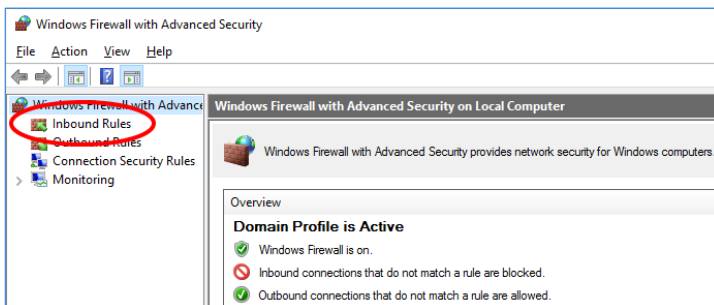 Windows Firewall with Advanced Security
File Action View Help
Windows Firewall with Advance
Inbound Rules
Outbound Rules
Connection Security Rules
Monitoring
Windows Firewall with Advanced Security on Local Computer
Windows Firewall with Advanced Security provides network security for Windows computers.
Overview
Domain Profile is Active
Windows Firewall is on.
Inbound connections that do not match a rule are blocked.
Outbound connections that do not match a rule are allowed.